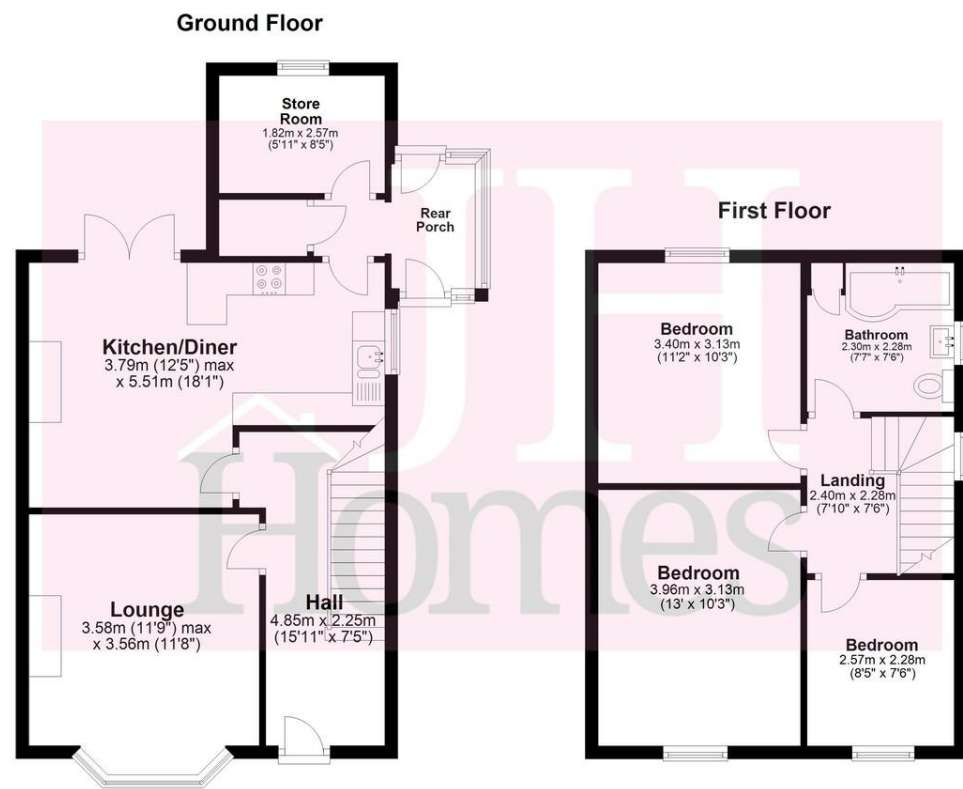 Ground Floor
Store
Room
1.82m x 2.57m
(5'11" x 8'5")
Rear
Porch
Kitchen/Diner
3.79m (12'5") max
x 5.51m (18'1")
Lounge
3.58m (11'9") max
x 3.56m (11'8")
Hall
4.85m x 2.25m
(15'11" x 7'5")
First Floor
Bedroom
3.40m x 3.13m
(11'2" x 10'3")
Bathroom
2.30m x 2.28m
(7'7" x 7'6")
Landing
2.40m x 2.28m
(7'10" x 7'6")
Bedroom
3.96m x 3.13m
(13' x 10'3")
Bedroom
2.57m x 2.28m
(8'5" x 7'6")
JH
Homes